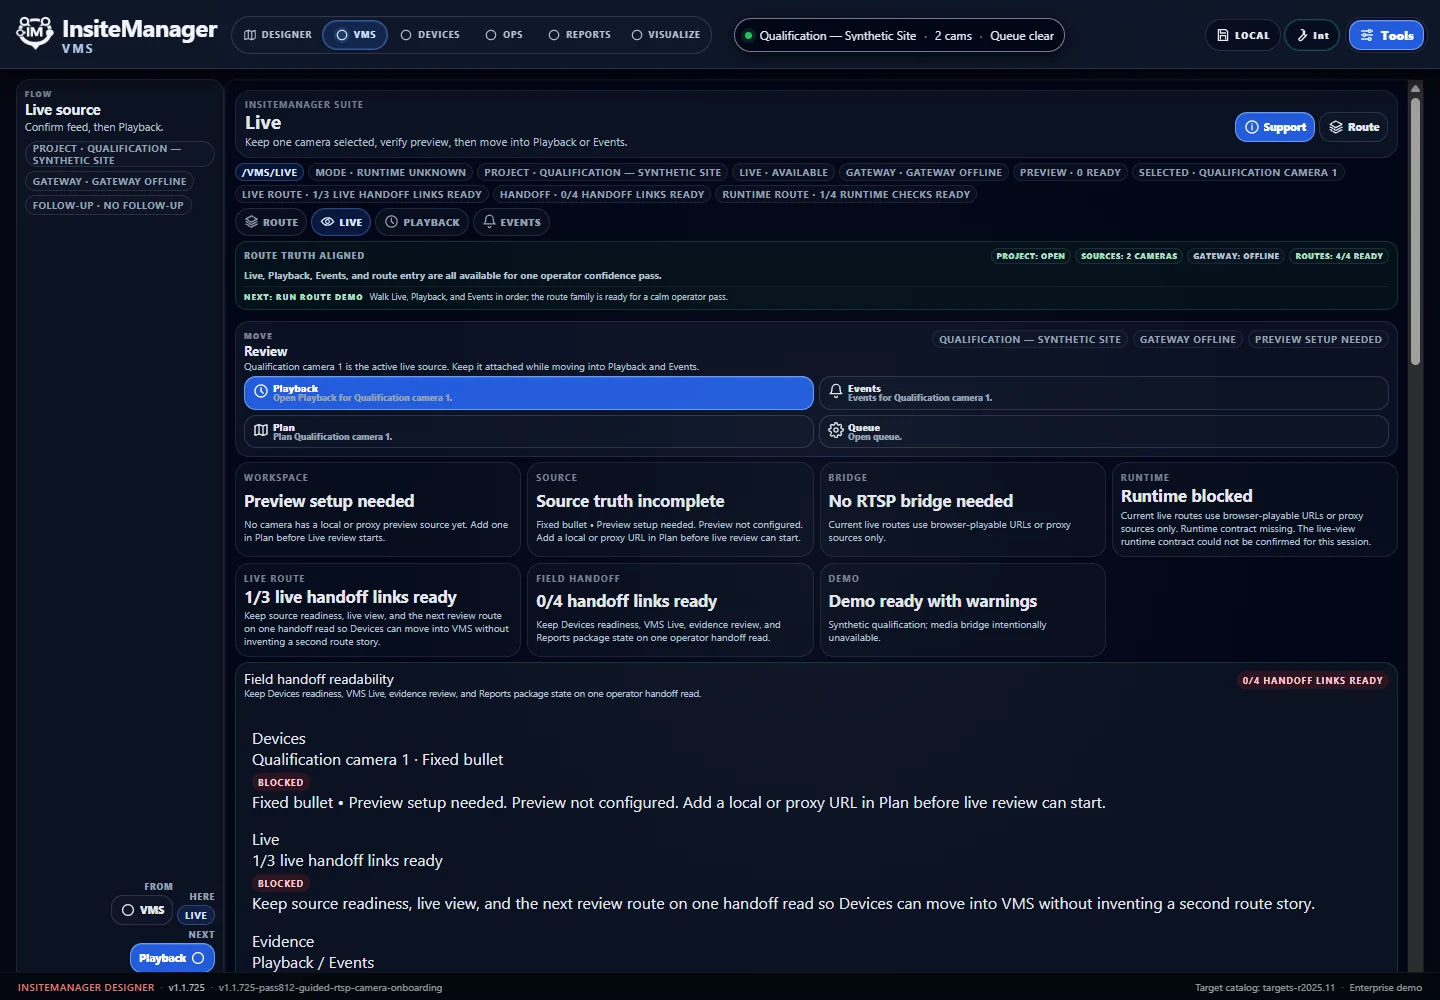 InsiteManager
VMS
DESIGNER
VMS
DEVICES
OPS
REPORTS
VISUALIZE
Qualification — Synthetic Site · 2 cams · Queue clear
LOCAL
Int
Tools
FLOW
Live source
Confirm feed, then Playback.
PROJECT · QUALIFICATION —
SYNTHETIC SITE
GATEWAY · GATEWAY OFFLINE
FOLLOW-UP · NO FOLLOW-UP
FROM
VMS
HERE
LIVE
NEXT
Playback
INSITEMANAGER SUITE
Live
Keep one camera selected, verify preview, then move into Playback or Events.
Support
Route
/VMS/LIVE
MODE · RUNTIME UNKNOWN
PROJECT · QUALIFICATION — SYNTHETIC SITE
LIVE · AVAILABLE
GATEWAY · GATEWAY OFFLINE
PREVIEW · 0 READY
SELECTED · QUALIFICATION CAMERA 1
LIVE ROUTE · 1/3 LIVE HANDOFF LINKS READY
HANDOFF · 0/4 HANDOFF LINKS READY
RUNTIME ROUTE · 1/4 RUNTIME CHECKS READY
ROUTE
LIVE
PLAYBACK
EVENTS
ROUTE TRUTH ALIGNED
PROJECT: OPEN
SOURCES: 2 CAMERAS
GATEWAY: OFFLINE
ROUTES: 4/4 READY
Live, Playback, Events, and route entry are all available for one operator confidence pass.
NEXT: RUN ROUTE DEMO Walk Live, Playback, and Events in order; the route family is ready for a calm operator pass.
MOVE
Review
Qualification camera 1 is the active live source. Keep it attached while moving into Playback and Events.
QUALIFICATION — SYNTHETIC SITE
GATEWAY OFFLINE
PREVIEW SETUP NEEDED
Playback
Open Playback for Qualification camera 1.
Events
Events for Qualification camera 1.
Plan
Plan Qualification camera 1.
Queue
Open queue.
WORKSPACE
Preview setup needed
No camera has a local or proxy preview source yet. Add one
in Plan before Live review starts.
SOURCE
Source truth incomplete
Fixed bullet • Preview setup needed. Preview not configured.
Add a local or proxy URL in Plan before live review can start.
BRIDGE
No RTSP bridge needed
Current live routes use browser-playable URLs or proxy
sources only.
RUNTIME
Runtime blocked
Current live routes use browser-playable URLs or proxy
sources only. Runtime contract missing. The live-view
runtime contract could not be confirmed for this session.
LIVE ROUTE
1/3 live handoff links ready
Keep source readiness, live view, and the next review route
on one handoff read so Devices can move into VMS without
inventing a second route story.
FIELD HANDOFF
0/4 handoff links ready
Keep Devices readiness, VMS Live, evidence review, and
Reports package state on one operator handoff read.
DEMO
Demo ready with warnings
Synthetic qualification; media bridge intentionally
unavailable.
Field handoff readability
Keep Devices readiness, VMS Live, evidence review, and Reports package state on one operator handoff read.
0/4 HANDOFF LINKS READY
Devices
Qualification camera 1 · Fixed bullet
BLOCKED
Fixed bullet • Preview setup needed. Preview not configured. Add a local or proxy URL in Plan before live review can start.
Live
1/3 live handoff links ready
BLOCKED
Keep source readiness, live view, and the next review route on one handoff read so Devices can move into VMS without inventing a second route story.
Evidence
Playback / Events
INSITEMANAGER DESIGNER · v1.1.725 · v1.1.725-pass812-guided-rtsp-camera-onboarding
Target catalog: targets-r2025.11 · Enterprise demo